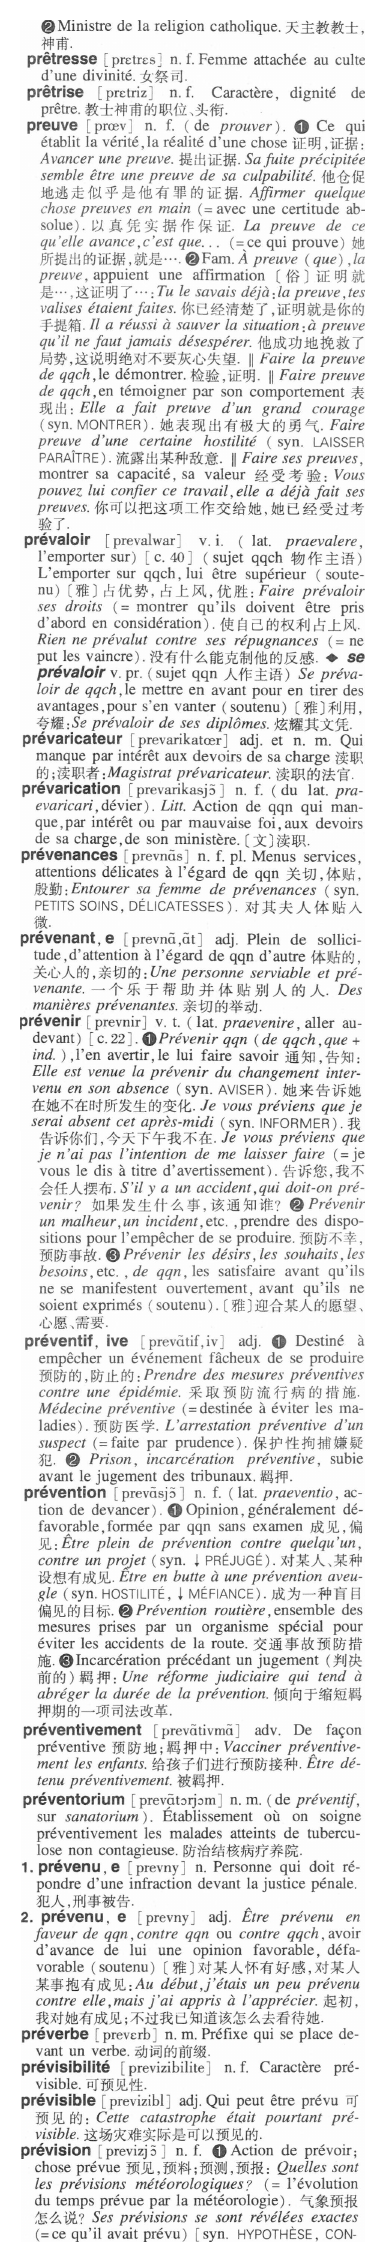 ❷ Ministre de la religion catholique. 天主教教士,
神甫.
prêtresse [pretrɛs] n. f. Femme attachée au culte
d'une divinité. 女祭司.
prêtrise [pretriz] n. f. Caractère, dignité de
prêtre. 教士神甫的职位、头衔.
preuve [prœv] n. f. (de prouver). ❶ Ce qui
établit la vérité, la réalité d'une chose 证明,证据:
Avancer une preuve. 提出证据. Sa fuite précipitée
semble être une preuve de sa culpabilité. 他仓促
地逃走似乎是他有罪的证据. Affirmer quelque
chose preuves en main (= avec une certitude ab-
solue). 以真凭实据作保证. La preuve de ce
qu'elle avance, c'est que... (= ce qui prouve) 她
所提出的证据,就是…. ❷ Fam. À preuve (que), la
preuve, appuient une affirmation [俗] 证明就
是…,这证明了…: Tu le savais déjà: la preuve, tes
valises étaient faites. 你已经清楚了,证明就是你的
手提箱. Il a réussi à sauver la situation: à preuve
qu'il ne faut jamais désespérer. 他成功地挽救了
局势,这说明绝对不要灰心失望. ‖ Faire la preuve
de qqch, le démontrer. 检验,证明. ‖ Faire preuve
de qqch, en témoigner par son comportement 表
现出: Elle a fait preuve d'un grand courage
(syn. MONTRER). 她表现出有极大的勇气. Faire
preuve d'une certaine hostilité (syn. LAISSER
PARAÎTRE). 流露出某种敌意. ‖ Faire ses preuves,
montrer sa capacité, sa valeur 经受考验: Vous
pouvez lui confier ce travail, elle a déjà fait ses
preuves. 你可以把这项工作交给她,她已经受过考
验了.
prévaloir [prevalwar] v. i. (lat. praevalere,
l'emporter sur) [c. 40] (sujet qqch 物作主语)
L'emporter sur qqch, lui être supérieur (soute-
nu) [雅] 占优势,占上风,优胜: Faire prévaloir
ses droits (= montrer qu'ils doivent être pris
d'abord en considération). 使自己的权利占上风.
Rien ne prévalut contre ses répugnances (= ne
put les vaincre). 没有什么能克制他的反感. ◆ se
prévaloir v. pr. (sujet qqn 人作主语) Se préva-
loir de qqch, le mettre en avant pour en tirer des
avantages, pour s'en vanter (soutenu) [雅]利用,
夸耀: Se prévaloir de ses diplômes. 炫耀其文凭.
prévaricateur [prevarikatœr] adj. et n. m. Qui
manque par intérêt aux devoirs de sa charge 渎职
的;渎职者: Magistrat prévaricateur. 渎职的法官.
prévarication [prevarikasjɔ̃] n. f. (du lat. pra-
evaricari, dévier). Litt. Action de qqn qui man-
que, par intérêt ou par mauvaise foi, aux devoirs
de sa charge, de son ministère. [文]渎职.
prévenances [prevnɑ̃s] n. f. pl. Menus services,
attentions délicates à l'égard de qqn 关切,体贴,
殷勤: Entourer sa femme de prévenances (syn.
PETITS SOINS, DÉLICATESSES). 对其夫人体贴入
微.
prévenant, e [prevnɑ̃, ɑ̃t] adj. Plein de sollici-
tude, d'attention à l'égard de qqn d'autre 体贴的,
关心人的,亲切的: Une personne serviable et pré-
venante. 一个乐于帮助并体贴别人的人. Des
manières prévenantes. 亲切的举动.
prévenir [prevnir] v. t. (lat. praevenire, aller au-
devant) [c. 22]. ❶ Prévenir qqn (de qqch, que +
ind.), l'en avertir, le lui faire savoir 通知,告知:
Elle est venue la prévenir du changement inter-
venu en son absence (syn. AVISER). 她来告诉她
在她不在时所发生的变化. Je vous préviens que je
serai absent cet après-midi (syn. INFORMER). 我
告诉你们,今天下午我不在. Je vous préviens que
je n'ai pas l'intention de me laisser faire (= je
vous le dis à titre d'avertissement). 告诉您,我不
会任人摆布. S'il y a un accident, qui doit-on pré-
venir? 如果发生什么事,该通知谁? ❷ Prévenir
un malheur, un incident, etc., prendre des dispo-
sitions pour l'empêcher de se produire. 预防不幸,
预防事故. ❸ Prévenir les désirs, les souhaits, les
besoins, etc., de qqn, les satisfaire avant qu'ils
ne se manifestent ouvertement, avant qu'ils ne
soient exprimés (soutenu). [雅]迎合某人的愿望、
心愿、需要.
préventif, ive [prevɑ̃tif, iv] adj. ❶ Destiné à
empêcher un événement fâcheux de se produire
预防的,防止的: Prendre des mesures préventives
contre une épidémie. 采取预防流行病的措施.
Médecine préventive (= destinée à éviter les ma-
ladies). 预防医学. L'arrestation préventive d'un
suspect (= faite par prudence). 保护性拘捕嫌疑
犯. ❷ Prison, incarcération préventive, subie
avant le jugement des tribunaux. 羁押.
prévention [prevɑ̃sjɔ̃] n. f. (lat. praeventio, ac-
tion de devancer). ❶ Opinion, généralement dé-
favorable, formée par qqn sans examen 成见,偏
见: Être plein de prévention contre quelqu'un,
contre un projet (syn. ↓ PRÉJUGÉ). 对某人、某种
设想有成见. Être en butte à une prévention aveu-
gle (syn. HOSTILITÉ, ↓ MÉFIANCE). 成为一种盲目
偏见的目标. ❷ Prévention routière, ensemble des
mesures prises par un organisme spécial pour
éviter les accidents de la route. 交通事故预防措
施. ❸ Incarcération précédant un jugement (判决
前的) 羁押: Une réforme judiciaire qui tend à
abréger la durée de la prévention. 倾向于缩短羁
押期的一项司法改革.
préventivement [prevɑ̃tivmɑ̃] adv. De façon
préventive 预防地;羁押中: Vacciner préventive-
ment les enfants. 给孩子们进行预防接种. Être dé-
tenu préventivement. 被羁押.
préventorium [prevɑ̃tɔrjɔm] n. m. (de préventif,
sur sanatorium). Établissement où on soigne
préventivement les malades atteints de tubercu-
lose non contagieuse. 防治结核病疗养院.
1. prévenu, e [prevny] n. Personne qui doit ré-
pondre d'une infraction devant la justice pénale.
犯人,刑事被告.
2. prévenu, e [prevny] adj. Être prévenu en
faveur de qqn, contre qqn ou contre qqch, avoir
d'avance de lui une opinion favorable, défa-
vorable (soutenu) [雅]对某人怀有好感,对某人
某事抱有成见: Au début, j'étais un peu prévenu
contre elle, mais j'ai appris à l'apprécier. 起初,
我对她有成见;不过我已知道该怎么去看待她.
préverbe [prevɛrb] n. m. Préfixe qui se place de-
vant un verbe. 动词的前缀.
prévisibilité [previzibilite] n. f. Caractère pré-
visible. 可预见性.
prévisible [previzibl] adj. Qui peut être prévu 可
预见的: Cette catastrophe était pourtant pré-
visible. 这场灾难实际是可以预见的.
prévision [previzjɔ̃] n. f. ❶ Action de prévoir;
chose prévue 预见,预料;预测,预报: Quelles sont
les prévisions météorologiques? (= l'évolution
du temps prévue par la météorologie). 气象预报
怎么说? Ses prévisions se sont révélées exactes
(= ce qu'il avait prévu) [syn. HYPOTHÈSE, CON-